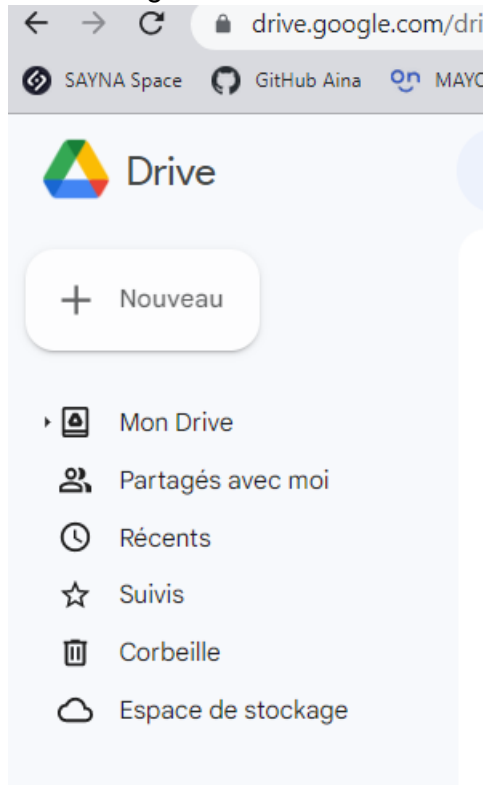 drive.google.com/dri
SAYNA Space GitHub Aina MAYO
Drive
Nouveau
Mon Drive
Partagés avec moi
Récents
Suivis
Corbeille
Espace de stockage